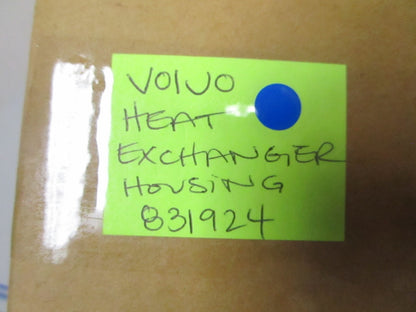 VOLVO
HEAT
EXCHANGER
HOUSING
831924